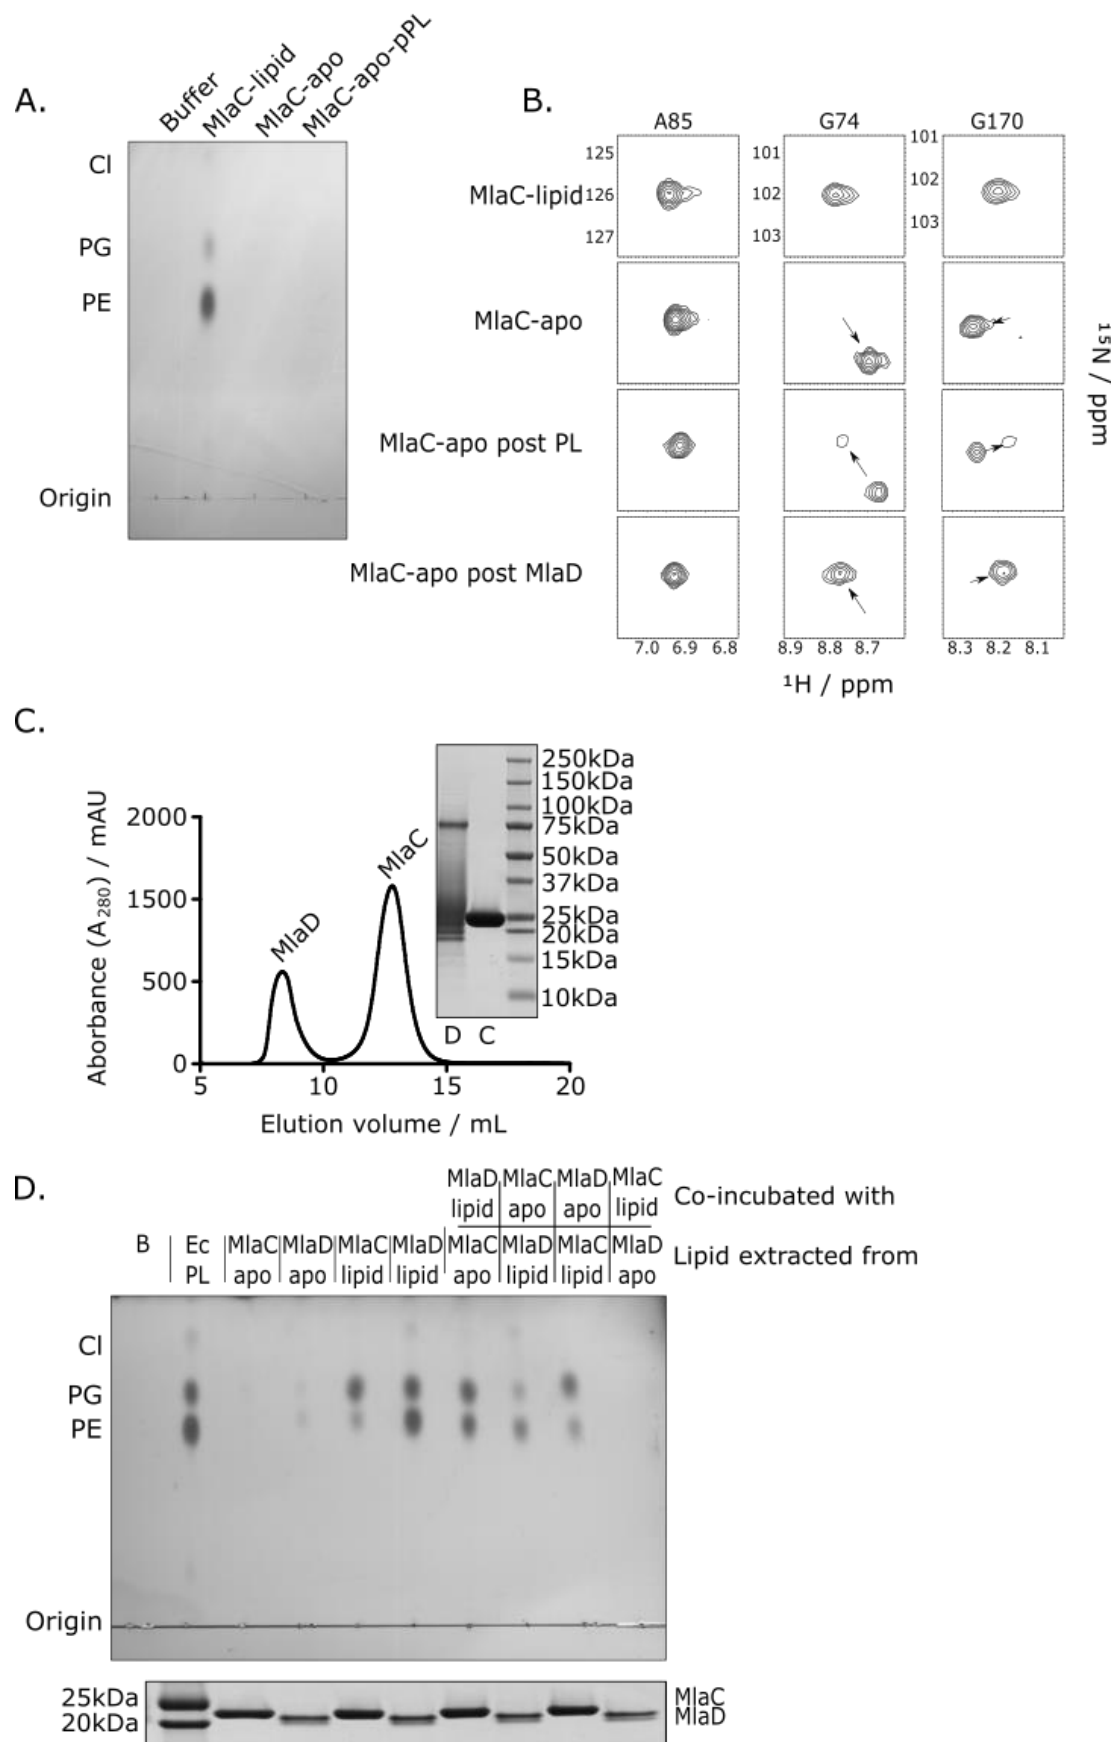 A.
Buffer
MlaC-lipid
MlaC-apo
MlaC-apo-pPL
Cl
PG
PE
Origin
B.
A85 G74 G170
MlaC-lipid
125
126
127
101
102
103
101
102
103
MlaC-apo
MlaC-apo post PL
MlaC-apo post MlaD
7.0 6.9 6.8
8.9 8.8 8.7
8.3 8.2 8.1
¹H / ppm
¹⁵N / ppm
C.
Aborbance (A₂₈₀) / mAU
2000
1500
500
0
5 10 15 20
Elution volume / mL
MlaD
MlaC
250kDa
150kDa
100kDa
75kDa
50kDa
37kDa
25kDa
20kDa
15kDa
10kDa
D C
D.
MlaD MlaC MlaD MlaC
lipid apo apo lipid
Co-incubated with
B Ec MlaC MlaD MlaC MlaD MlaC MlaD MlaC MlaD
PL apo apo lipid lipid apo lipid lipid apo
Lipid extracted from
Cl
PG
PE
Origin
25kDa
20kDa
MlaC
MlaD